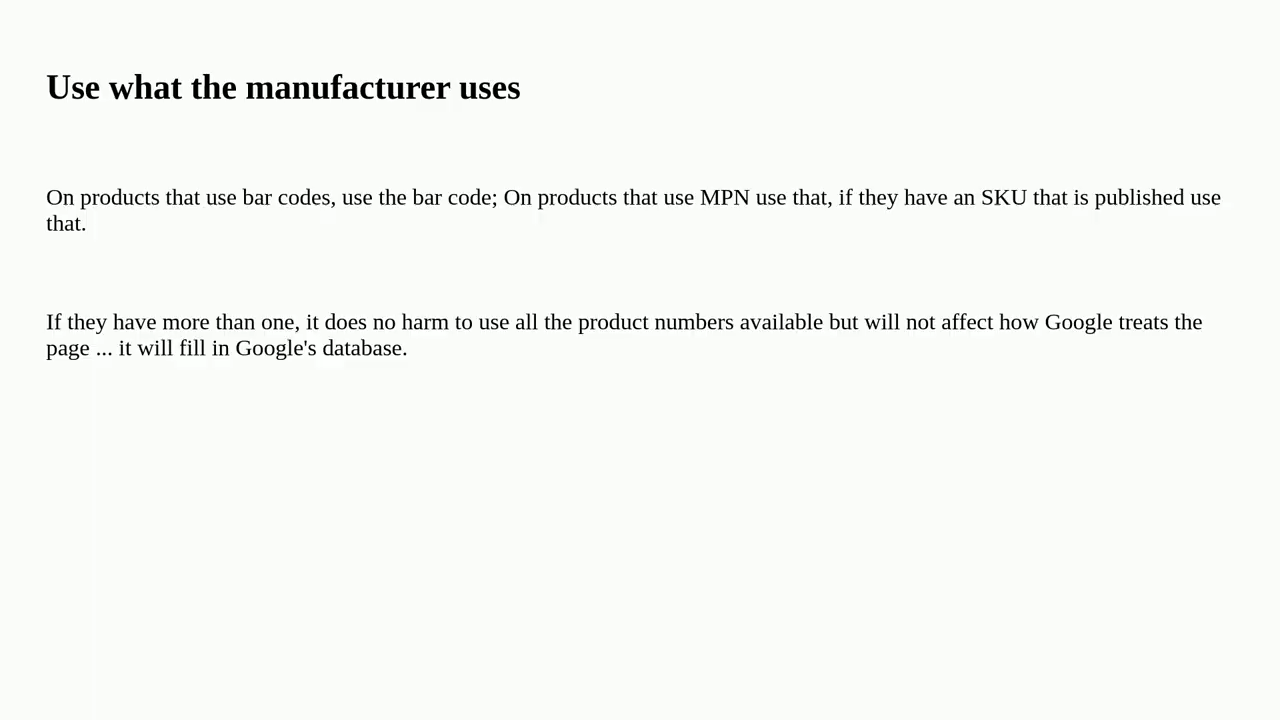 Use what the manufacturer uses
On products that use bar codes, use the bar code; On products that use MPN use that, if they have an SKU that is published use
that.
If they have more than one, it does no harm to use all the product numbers available but will not affect how Google treats the
page ... it will fill in Google's database.